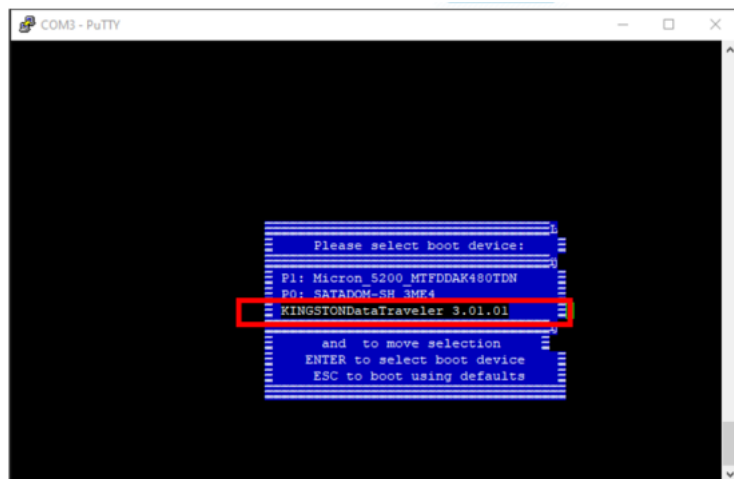 COM3 - PuTTY
Please select boot device:
P1: Micron_5200_MTFDDAK480TDN
P0: SATADOM-SH 3ME4
KINGSTONDataTraveler 3.01.01
and to move selection
ENTER to select boot device
ESC to boot using defaults